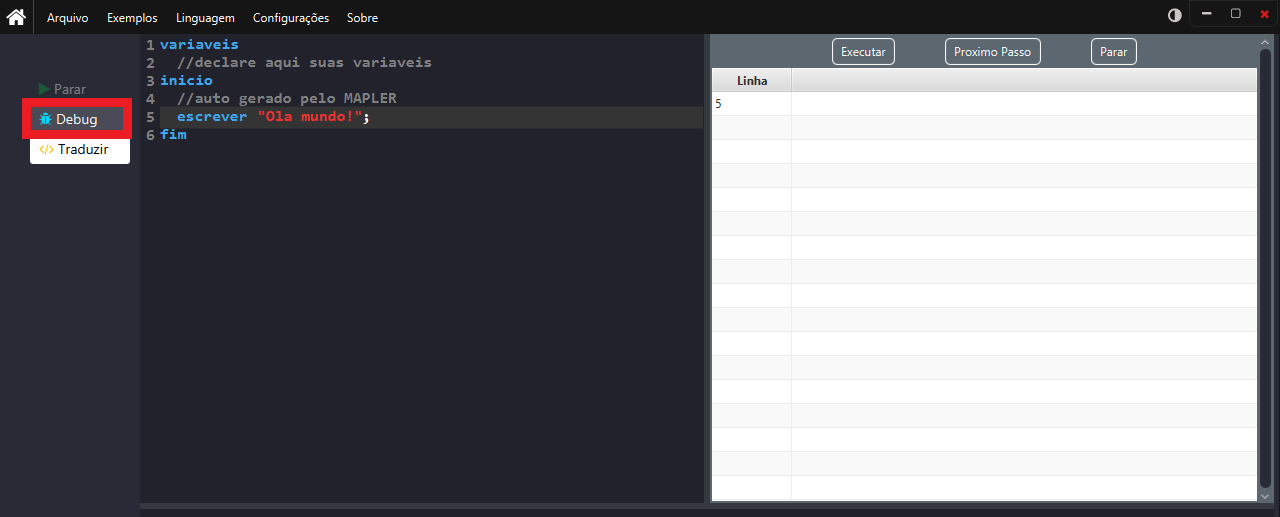 Arquivo Exemplos Linguagem Configurações Sobre
Parar
Debug
Traduzir
1 variaveis
2 //declare aqui suas variaveis
3 inicio
4 //auto gerado pelo MAPLER
5 escrever "Ola mundo!";
6 fim
Executar Proximo Passo Parar
Linha
5